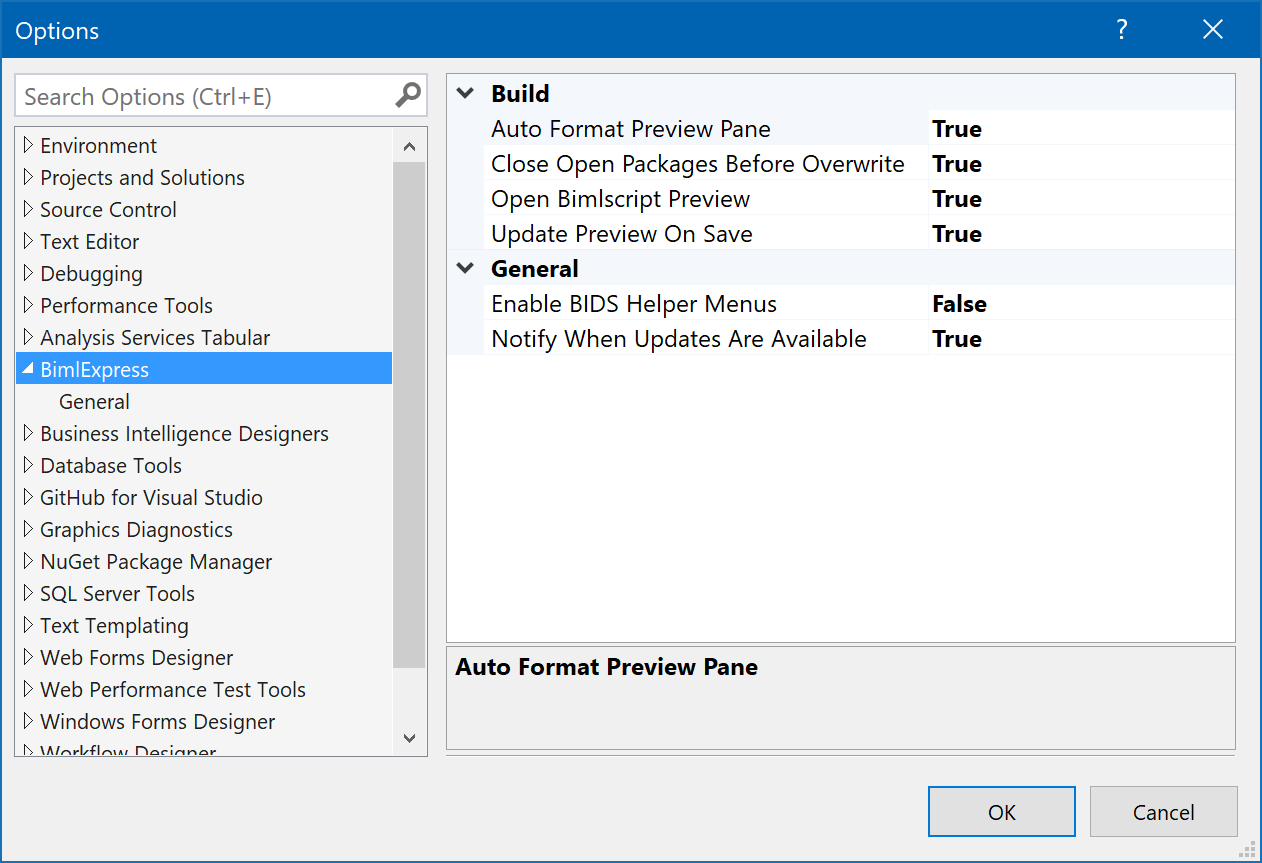 Options
?
Search Options (Ctrl+E)
Environment
Projects and Solutions
Source Control
Text Editor
Debugging
Performance Tools
Analysis Services Tabular
BimlExpress
General
Business Intelligence Designers
Database Tools
GitHub for Visual Studio
Graphics Diagnostics
NuGet Package Manager
SQL Server Tools
Text Templating
Web Forms Designer
Web Performance Test Tools
Windows Forms Designer
Workflow Designer
Build
Auto Format Preview Pane True
Close Open Packages Before Overwrite True
Open Bimlscript Preview True
Update Preview On Save True
General
Enable BIDS Helper Menus False
Notify When Updates Are Available True
Auto Format Preview Pane
OK Cancel